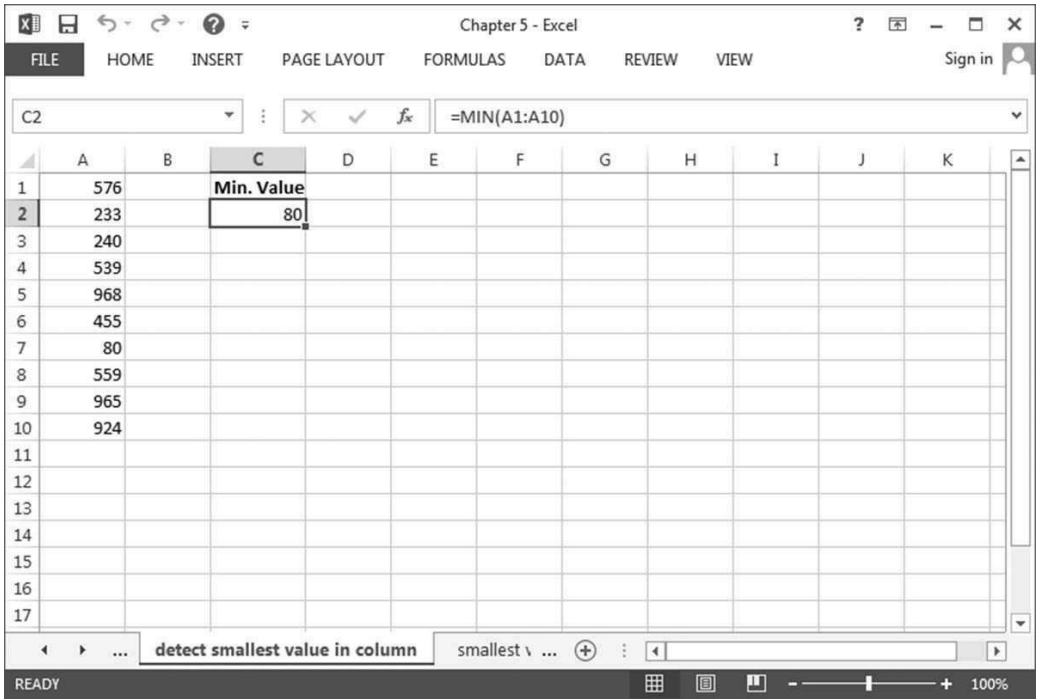 Chapter 5 - Excel ?
FILE HOME INSERT PAGE LAYOUT FORMULAS DATA REVIEW VIEW Sign in
C2 fx =MIN(A1:A10)
A B C D E F G H I J K
1 576 Min. Value
2 233 80
3 240
4 539
5 968
6 455
7 80
8 559
9 965
10 924
11
12
13
14
15
16
17
... detect smallest value in column smallest ...
READY 100%